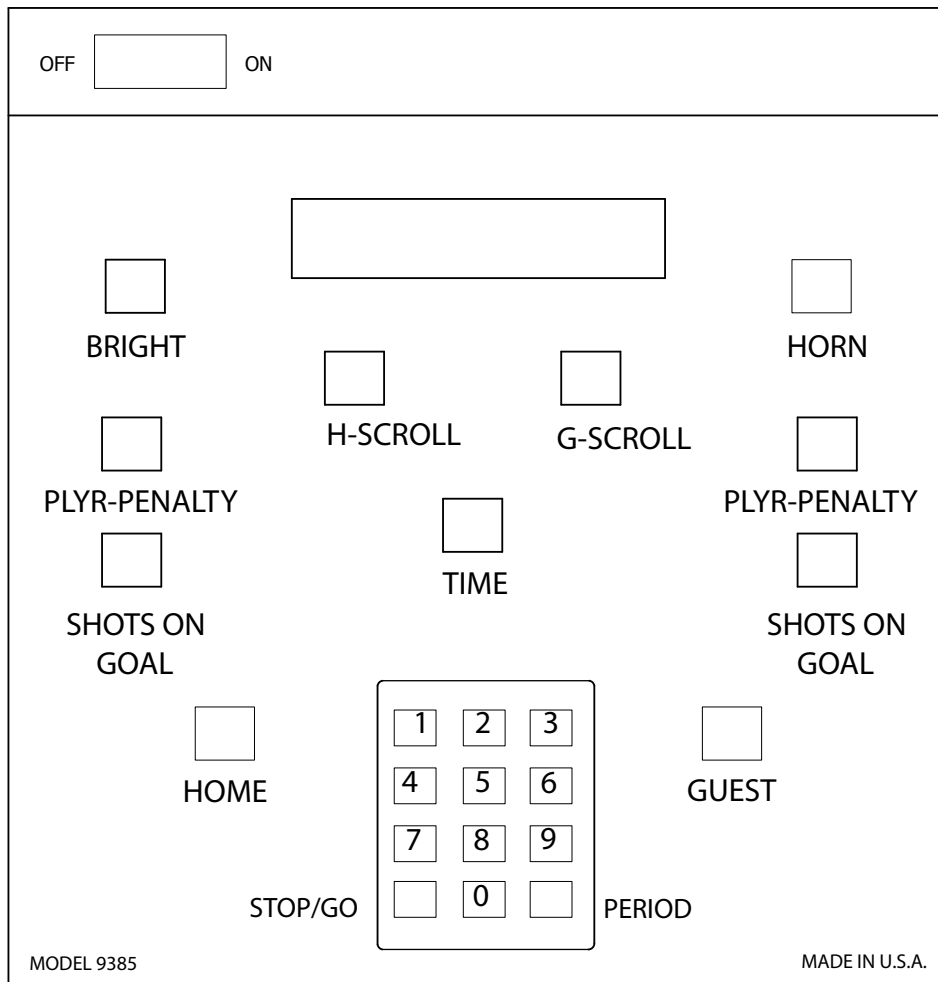 OFF ON
BRIGHT HORN
H-SCROLL G-SCROLL
PLYR-PENALTY PLYR-PENALTY
TIME
SHOTS ON SHOTS ON
GOAL GOAL
1 2 3
HOME 4 5 6 GUEST
7 8 9
STOP/GO 0 PERIOD
MODEL 9385 MADE IN U.S.A.